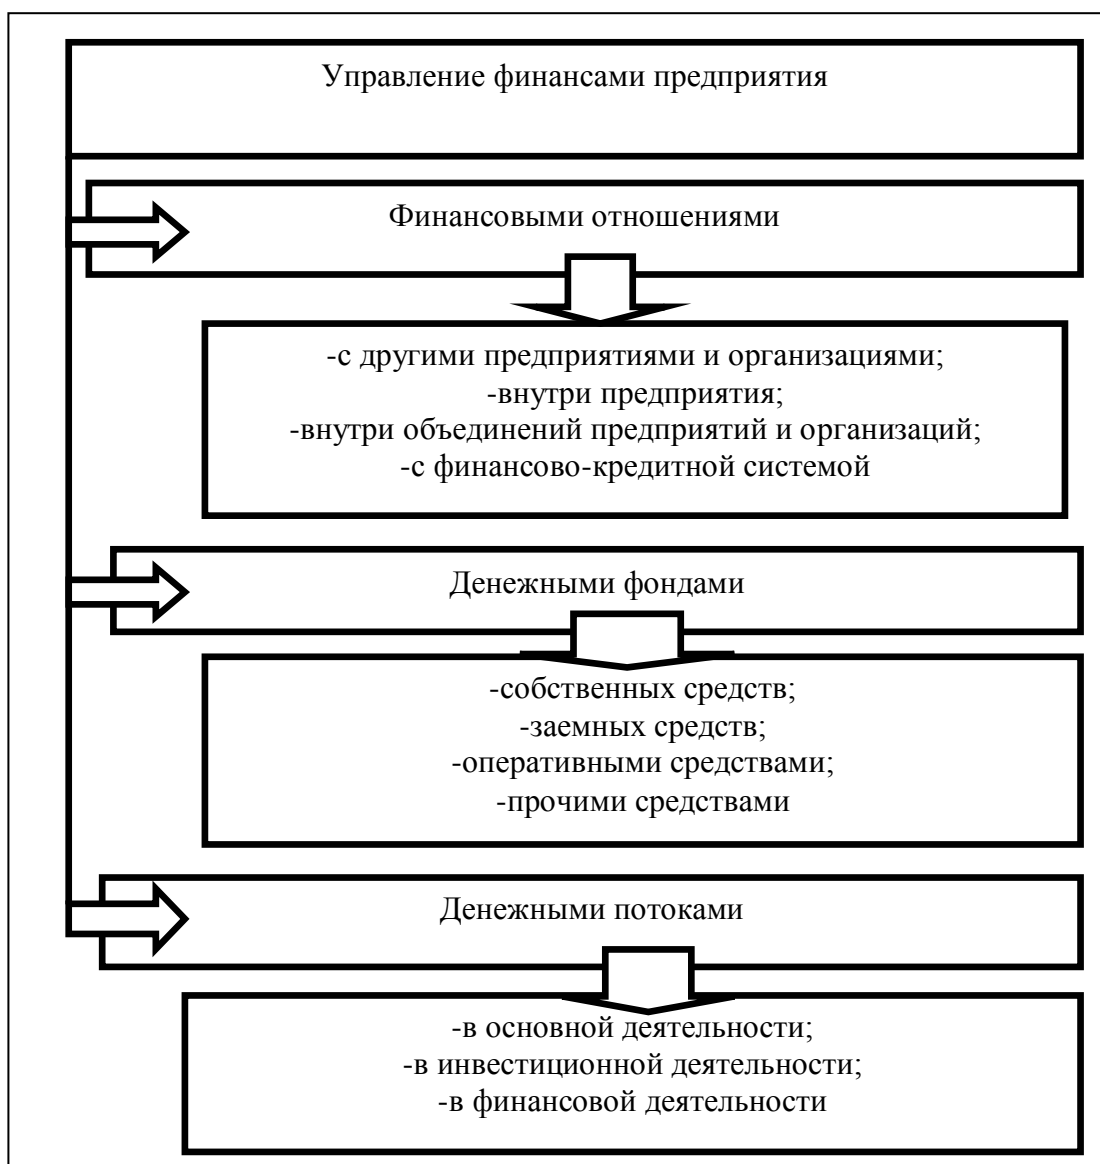 Управление финансами предприятия
Финансовыми отношениями
-с другими предприятиями и организациями;
-внутри предприятия;
-внутри объединений предприятий и организаций;
-с финансово-кредитной системой
Денежными фондами
-собственных средств;
-заемных средств;
-оперативными средствами;
-прочими средствами
Денежными потоками
-в основной деятельности;
-в инвестиционной деятельности;
-в финансовой деятельности